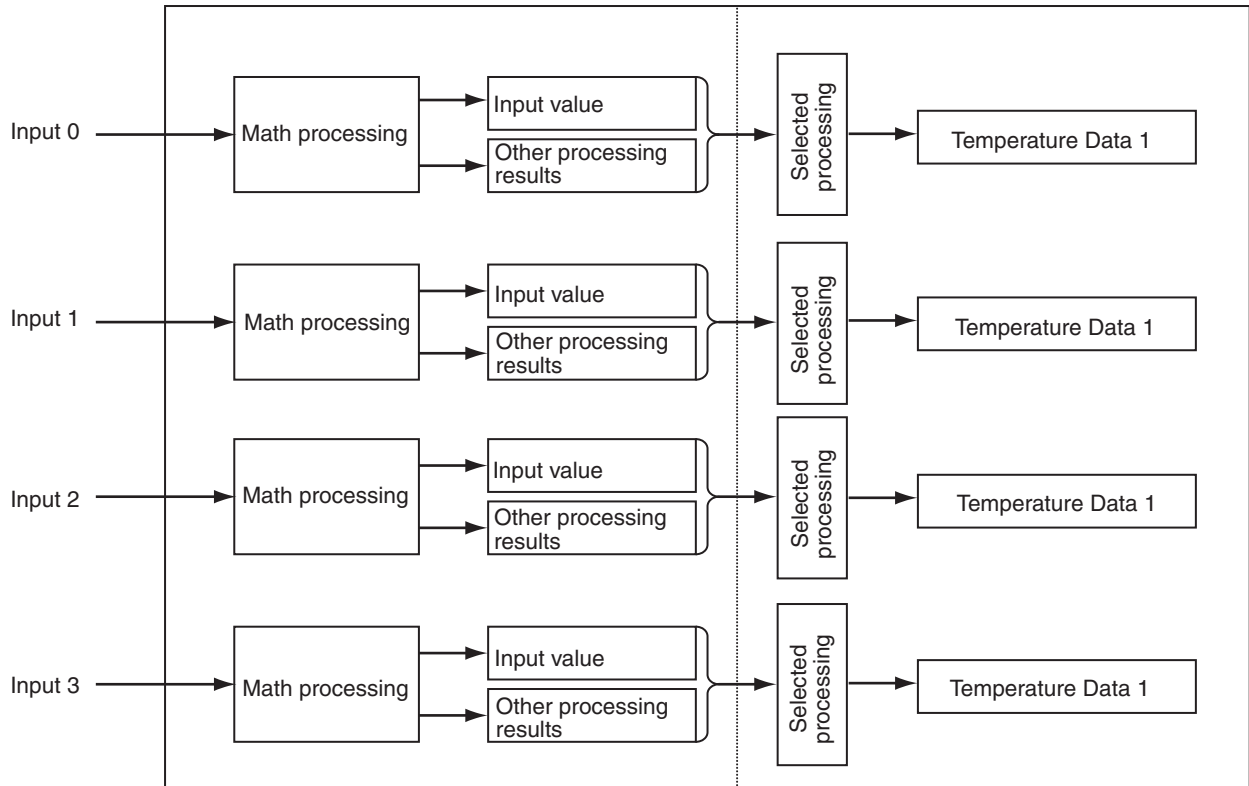 Input 0
Math processing
Input value
Other processing
results
Selected
processing
Temperature Data 1
Input 1
Math processing
Input value
Other processing
results
Selected
processing
Temperature Data 1
Input 2
Math processing
Input value
Other processing
results
Selected
processing
Temperature Data 1
Input 3
Math processing
Input value
Other processing
results
Selected
processing
Temperature Data 1